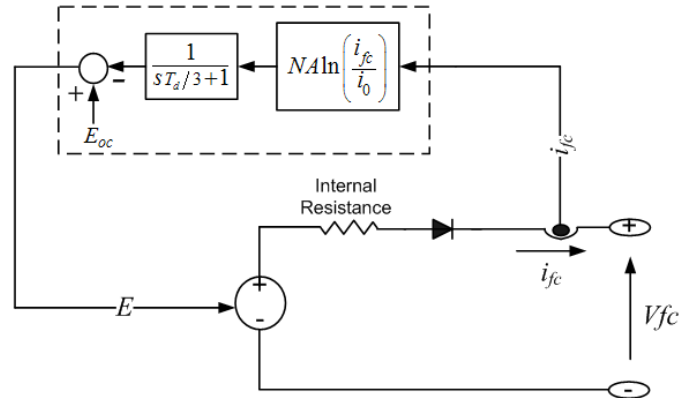 1
sT_d/3+1
NA ln(i_fc/i_0)
+
-
E_oc
i_fc
Internal
Resistance
+
i_fc
E
+
-
Vfc
-